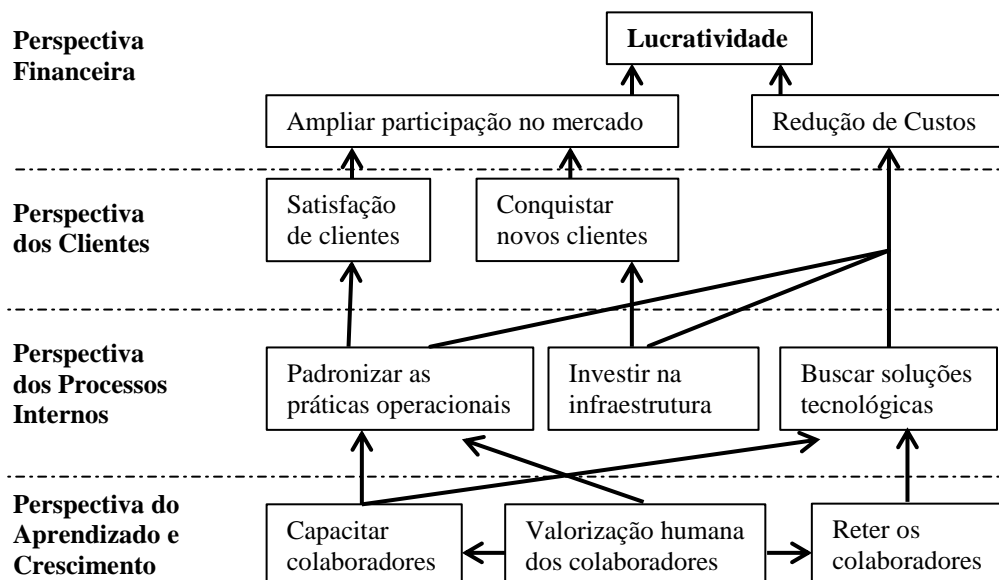 Perspectiva
Financeira
Lucratividade
Ampliar participação no mercado
Redução de Custos
Perspectiva
dos Clientes
Satisfação
de clientes
Conquistar
novos clientes
Perspectiva
dos Processos
Internos
Padronizar as
práticas operacionais
Investir na
infraestrutura
Buscar soluções
tecnológicas
Perspectiva do
Aprendizado e
Crescimento
Capacitar
colaboradores
Valorização humana
dos colaboradores
Reter os
colaboradores